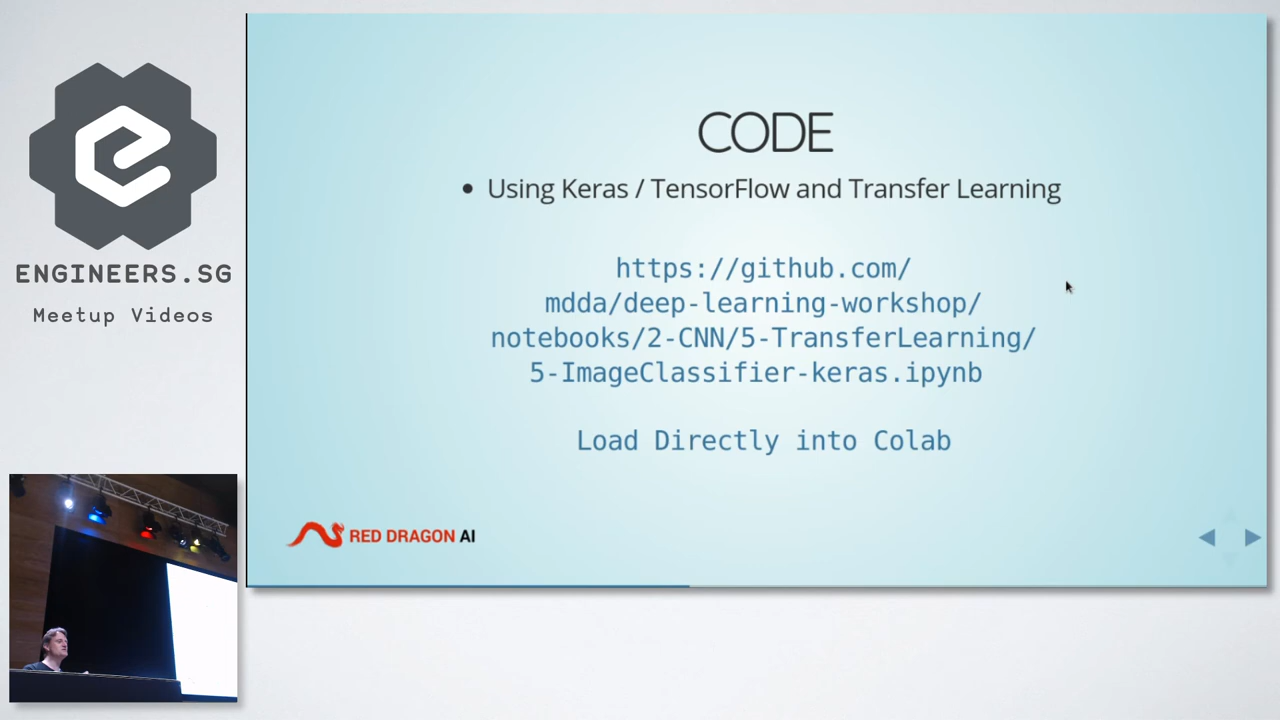 ENGINEERS.SG
Meetup Videos
CODE
• Using Keras / TensorFlow and Transfer Learning
https://github.com/
mdda/deep-learning-workshop/
notebooks/2-CNN/5-TransferLearning/
5-ImageClassifier-keras.ipynb
Load Directly into Colab
RED DRAGON AI